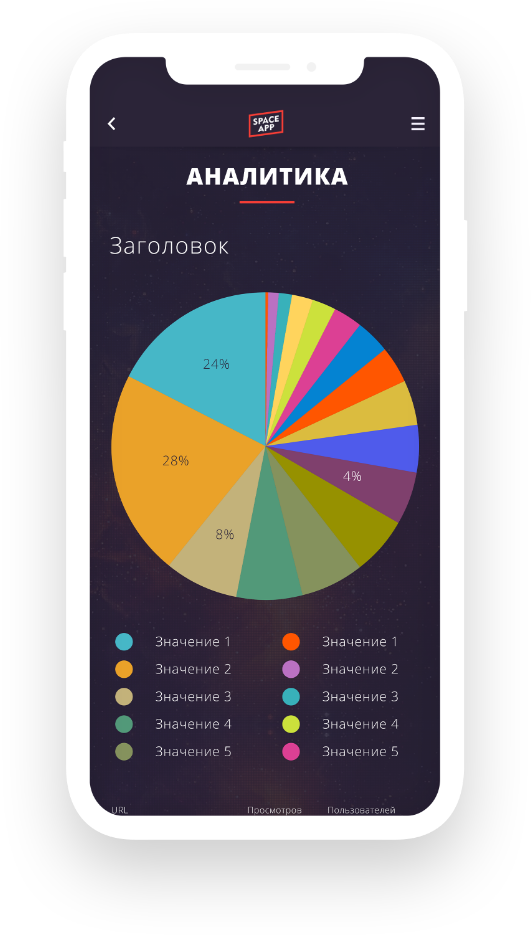 SPACE
APP
АНАЛИТИКА
Заголовок
24%
28%
4%
8%
Значение 1 Значение 1
Значение 2 Значение 2
Значение 3 Значение 3
Значение 4 Значение 4
Значение 5 Значение 5
URL Просмотров Пользователей